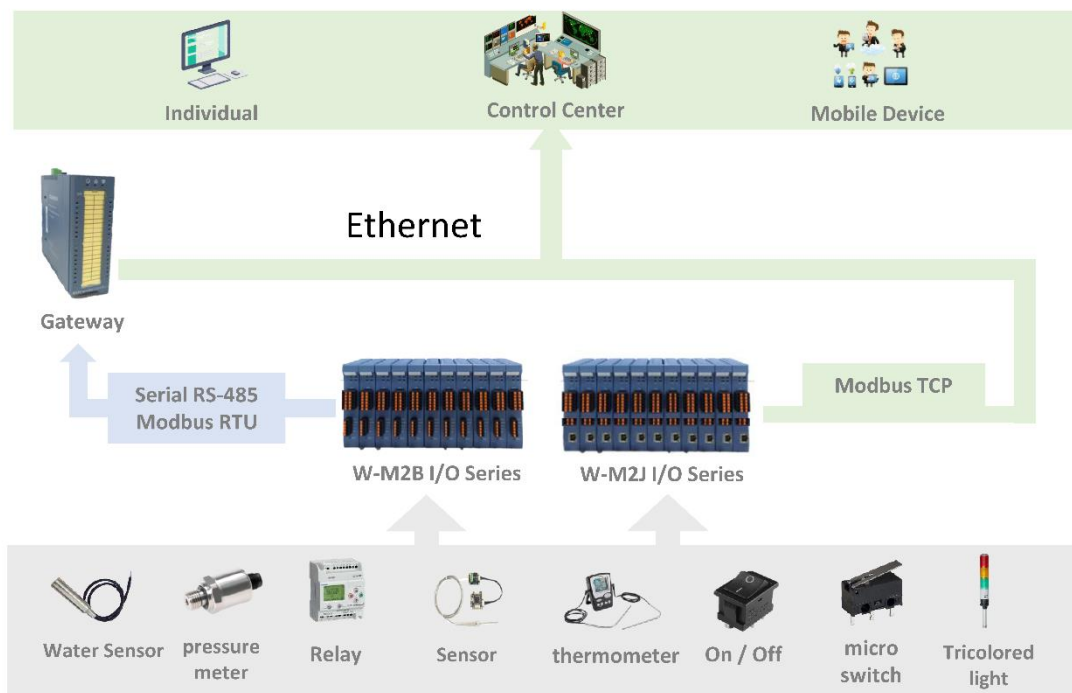 Individual
Control Center
Mobile Device
Ethernet
Gateway
Serial RS-485
Modbus RTU
Modbus TCP
W-M2B I/O Series
W-M2J I/O Series
Water Sensor
pressure
meter
Relay
Sensor
thermometer
On / Off
micro
switch
Tricolored
light